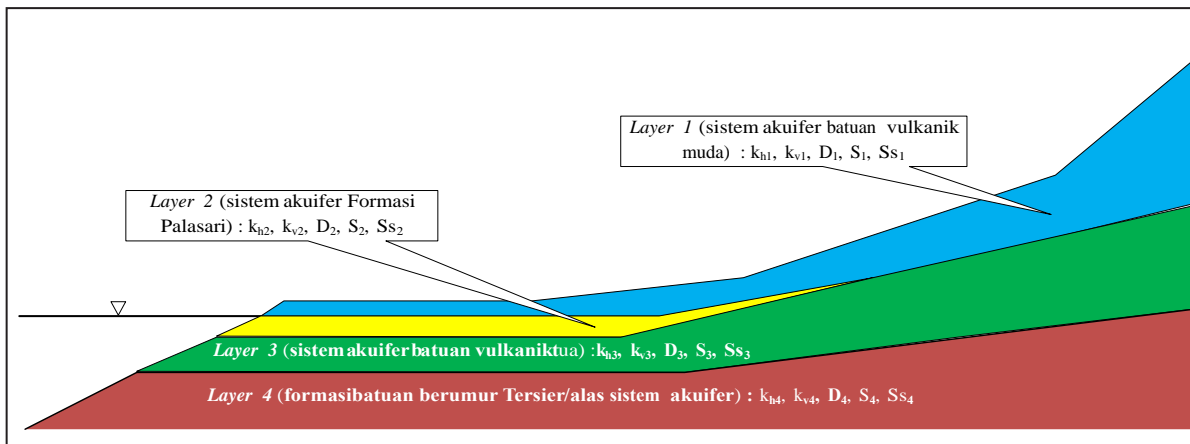 Layer 1 (sistem akuifer batuan vulkanik
muda) : kh1, kv1, D1, S1, Ss1
Layer 2 (sistem akuifer Formasi
Palasari) : kh2, kv2, D2, S2, Ss2
Layer 3 (sistem akuifer batuan vulkaniktua) :kh3, kv3, D3, S3, Ss3
Layer 4 (formasibatuan berumur Tersier/alas sistem akuifer) : kh4, kv4, D4, S4, Ss4